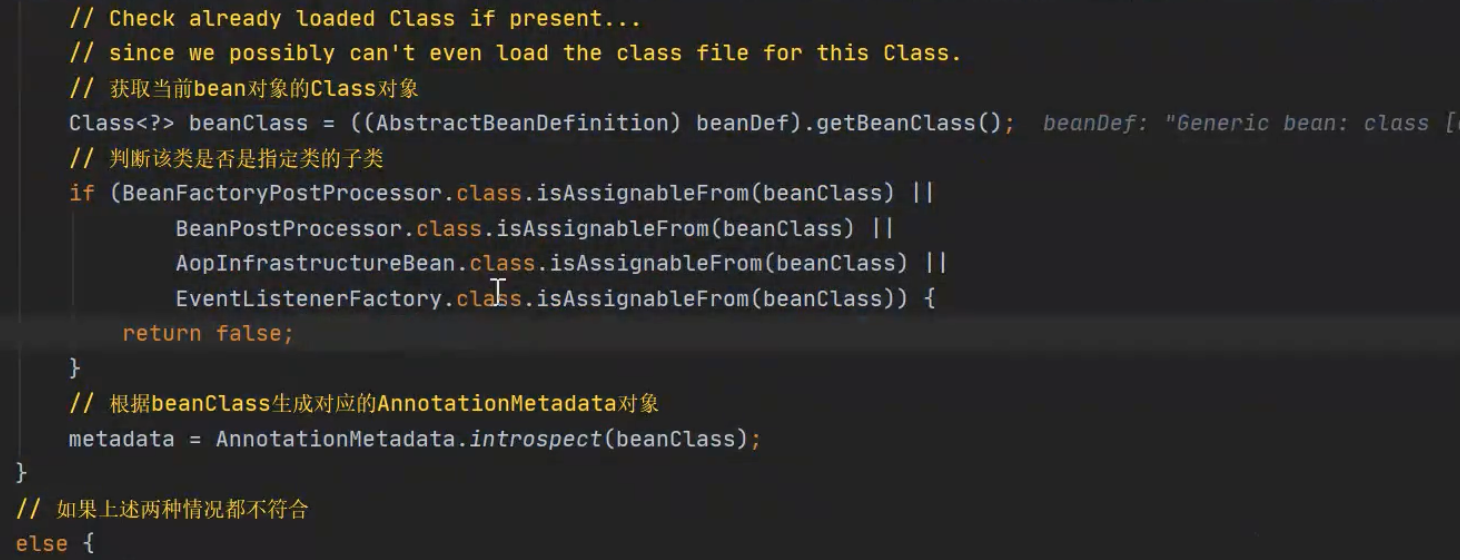 // Check already loaded Class if present...
// since we possibly can't even load the class file for this Class.
// 获取当前bean对象的Class对象
Class<?> beanClass = ((AbstractBeanDefinition) beanDef).getBeanClass(); beanDef: "Generic bean: class [
// 判断该类是否是指定类的子类
if (BeanFactoryPostProcessor.class.isAssignableFrom(beanClass) ||
BeanPostProcessor.class.isAssignableFrom(beanClass) ||
AopInfrastructureBean.class.isAssignableFrom(beanClass) ||
EventListenerFactory.class.isAssignableFrom(beanClass)) {
return false;
}
// 根据beanClass生成对应的AnnotationMetadata对象
metadata = AnnotationMetadata.introspect(beanClass);
}
// 如果上述两种情况都不符合
else {